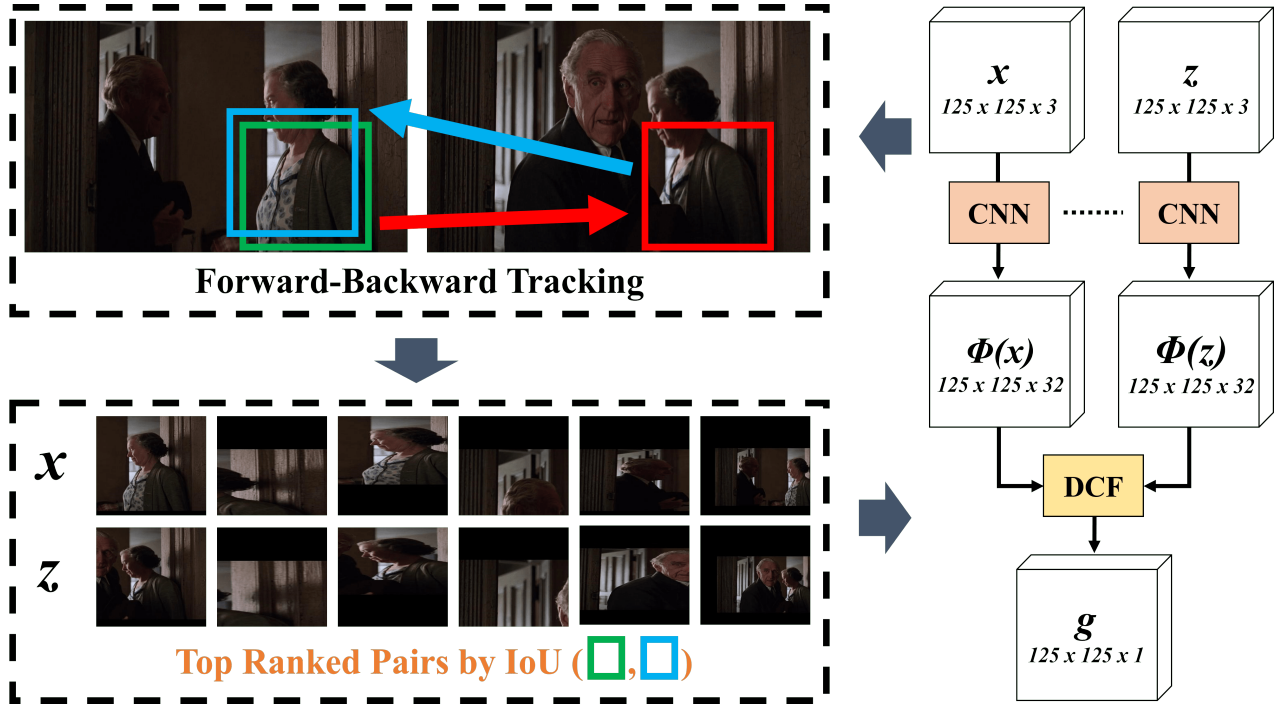 Forward-Backward Tracking
x
z
Top Ranked Pairs by IoU ( , )
x
125 x 125 x 3
z
125 x 125 x 3
CNN
CNN
Φ(x)
125 x 125 x 32
Φ(z)
125 x 125 x 32
DCF
g
125 x 125 x 1